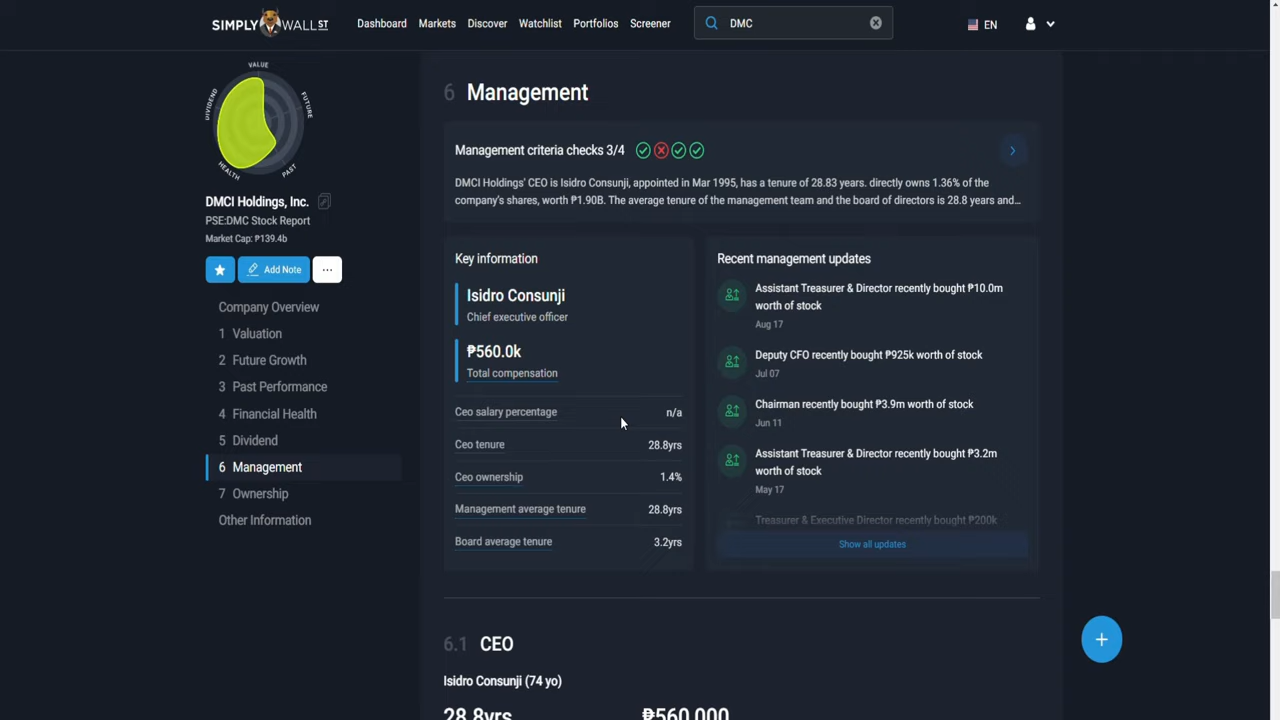 SIMPLY WALL ST
Dashboard Markets Discover Watchlist Portfolios Screener
DMC
EN
VALUE
FUTURE
PAST
HEALTH
DIVIDEND
DMCI Holdings, Inc.
PSE:DMC Stock Report
Market Cap: ₱139.4b
Add Note
...
Company Overview
1 Valuation
2 Future Growth
3 Past Performance
4 Financial Health
5 Dividend
6 Management
7 Ownership
Other Information
6 Management
Management criteria checks 3/4
DMCI Holdings' CEO is Isidro Consunji, appointed in Mar 1995, has a tenure of 28.83 years. directly owns 1.36% of the
company's shares, worth ₱1.90B. The average tenure of the management team and the board of directors is 28.8 years and…
Key information
Isidro Consunji
Chief executive officer
₱560.0k
Total compensation
Ceo salary percentage n/a
Ceo tenure 28.8yrs
Ceo ownership 1.4%
Management average tenure 28.8yrs
Board average tenure 3.2yrs
Recent management updates
Assistant Treasurer & Director recently bought ₱10.0m
worth of stock
Aug 17
Deputy CFO recently bought ₱925k worth of stock
Jul 07
Chairman recently bought ₱3.9m worth of stock
Jun 11
Assistant Treasurer & Director recently bought ₱3.2m
worth of stock
May 17
Treasurer & Executive Director recently bought ₱200k
Show all updates
6.1 CEO
Isidro Consunji (74 yo)
28.8yrs ₱560,000